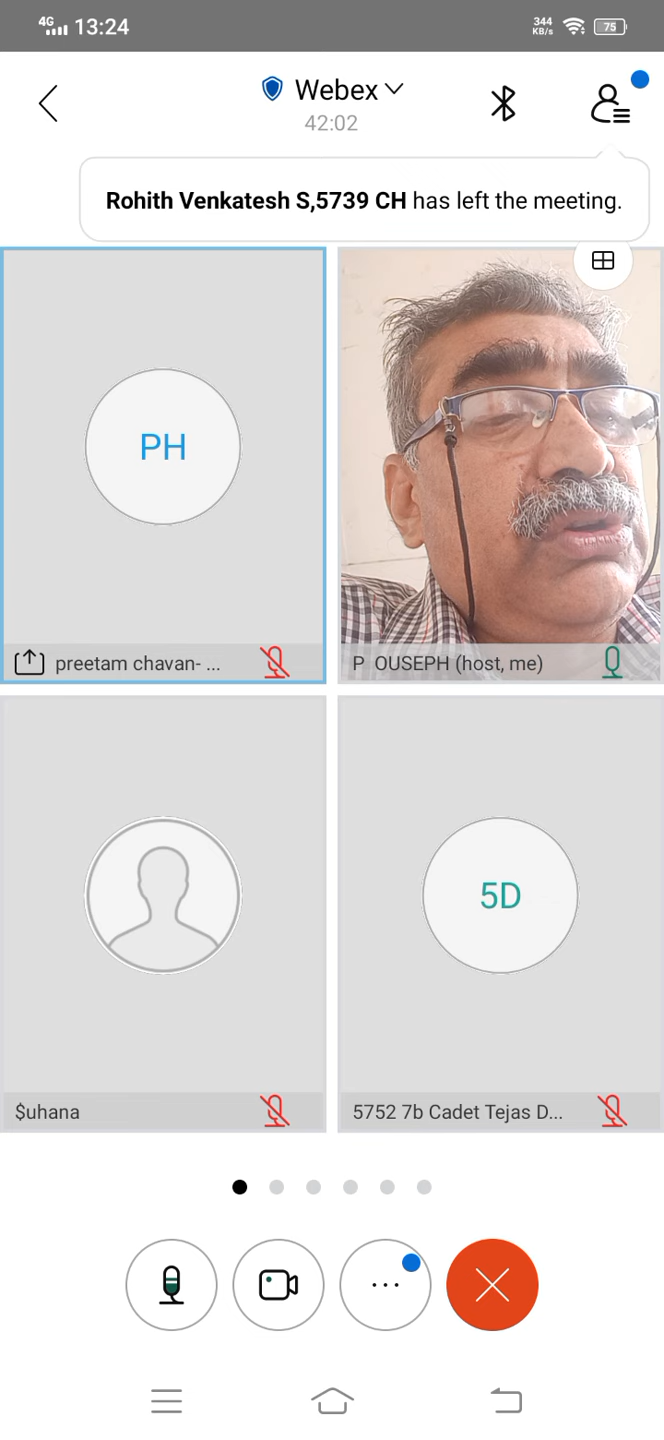 4G 13:24 344 KB/s 75
Webex
42:02
Rohith Venkatesh S,5739 CH has left the meeting.
PH
preetam chavan- ...
P OUSEPH (host, me)
5D
$uhana
5752 7b Cadet Tejas D...